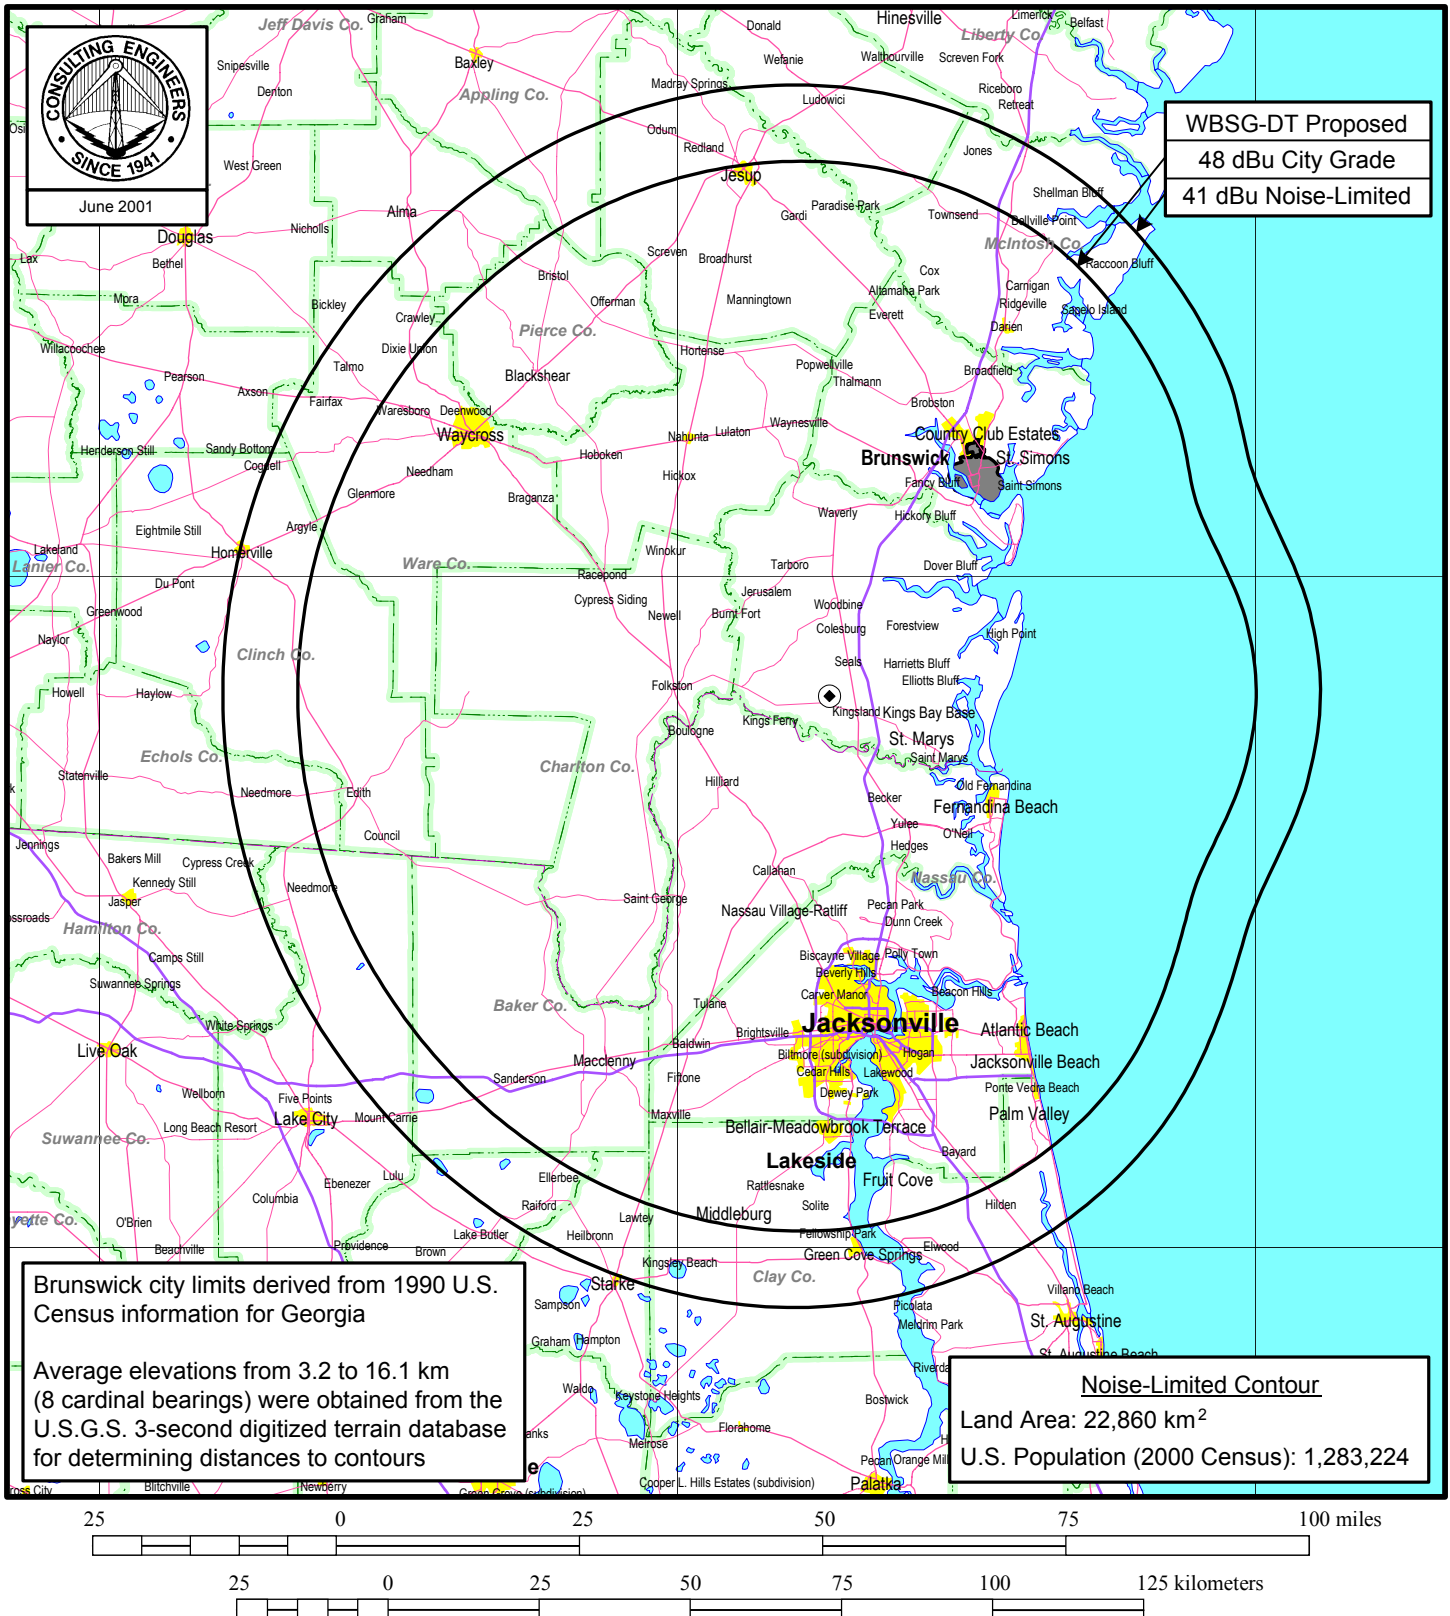 Jeff Davis Co.
Graham
Donald
Hinesville
Limerick
Belfast
Liberty Co.
CONSULTING ENGINEERS
SINCE 1941
June 2001
Snipesville
Denton
Baxley
Appling Co.
Wefanie
Walthourville
Screven Fork
Madray Springs
Ludowici
Riceboro
Retreat
WBSG-DT Proposed
48 dBu City Grade
41 dBu Noise-Limited
Odum
Redland
Jones
West Green
Jesup
Shellman Bluff
Alma
Paradise Park
Gardi
Townsend
Bellville Point
Nicholls
McIntosh Co.
Douglas
Lax
Bethel
Screven
Broadhurst
Raccoon Bluff
Bristol
Cox
Carnigan
Mora
Bickley
Offerman
Manningtown
Altamaha Park
Ridgeville
Sapelo Island
Crawley
Everett
Darien
Pierce Co.
Willacoochee
Dixie Union
Hortense
Talmo
Popwellville
Broadfield
Pearson
Blackshear
Thalmann
Axson
Fairfax
Waresboro
Deenwood
Brobston
Waycross
Nahunta
Lulaton
Waynesville
Country Club Estates
Henderson Still
Sandy Bottom
Cogdell
Hoboken
Brunswick
St. Simons
Needham
Hickox
Fancy Bluff
Saint Simons
Glenmore
Braganza
Waverly
Hickory Bluff
Eightmile Still
Argyle
Lakeland
Homerville
Winokur
Lanier Co.
Ware Co.
Tarboro
Dover Bluff
Du Pont
Racepond
Jerusalem
Greenwood
Cypress Siding
Newell
Burnt Fort
Woodbine
Naylor
Colesburg
Forestview
High Point
Clinch Co.
Seals
Harrietts Bluff
Elliotts Bluff
Howell
Haylow
Folkston
Kingsland
Kings Bay Base
Kings Ferry
Boulogne
St. Marys
Echols Co.
Charlton Co.
Saint Marys
Statenville
Hilliard
Needmore
Edith
Becker
Old Fernandina
Fernandina Beach
Council
Yulee
O'Neil
Jennings
Hedges
Bakers Mill
Cypress Creek
Callahan
Nassau Co.
Kennedy Still
Needmore
Jasper
Saint George
Nassau Village-Ratliff
Pecan Park
Dunn Creek
Hamilton Co.
Camps Still
Biscayne Village
Polly Town
Suwannee Springs
Beverly Hills
Beacon Hills
Carver Manor
Baker Co.
Tulane
White Springs
Brightsville
Jacksonville
Atlantic Beach
Live Oak
Macclenny
Baldwin
Biltmore (subdivision)
Hogan
Jacksonville Beach
Sanderson
Fiftone
Cedar Hills
Lakewood
Wellborn
Five Points
Dewey Park
Ponte Vedra Beach
Lake City
Mount Carrie
Maxville
Palm Valley
Long Beach Resort
Bellair-Meadowbrook Terrace
Suwannee Co.
Lakeside
Bayard
Lulu
Ellerbee
Rattlesnake
Fruit Cove
Columbia
Ebenezer
Raiford
Middleburg
Solite
Hilden
yette Co.
O'Brien
Lake Butler
Heilbronn
Lawtey
Fellowship Park
Beachville
Providence
Brown
Green Cove Springs
Elwood
Kingsley Beach
Clay Co.
Starke
Villano Beach
Brunswick city limits derived from 1990 U.S.
Census information for Georgia
Average elevations from 3.2 to 16.1 km
(8 cardinal bearings) were obtained from the
U.S.G.S. 3-second digitized terrain database
for determining distances to contours
Sampson
Picolata
Meldrim Park
St. Augustine
Graham
Hampton
St. Augustine Beach
Riverda
Waldo
Keystone Heights
Bostwick
Florahome
Melrose
Noise-Limited Contour
Land Area: 22,860 km²
U.S. Population (2000 Census): 1,283,224
Pecan
Orange Mill
Cooper L. Hills Estates (subdivision)
Palatka
Blitchville
Newberry
25 0 25 50 75 100 miles
25 0 25 50 75 100 125 kilometers